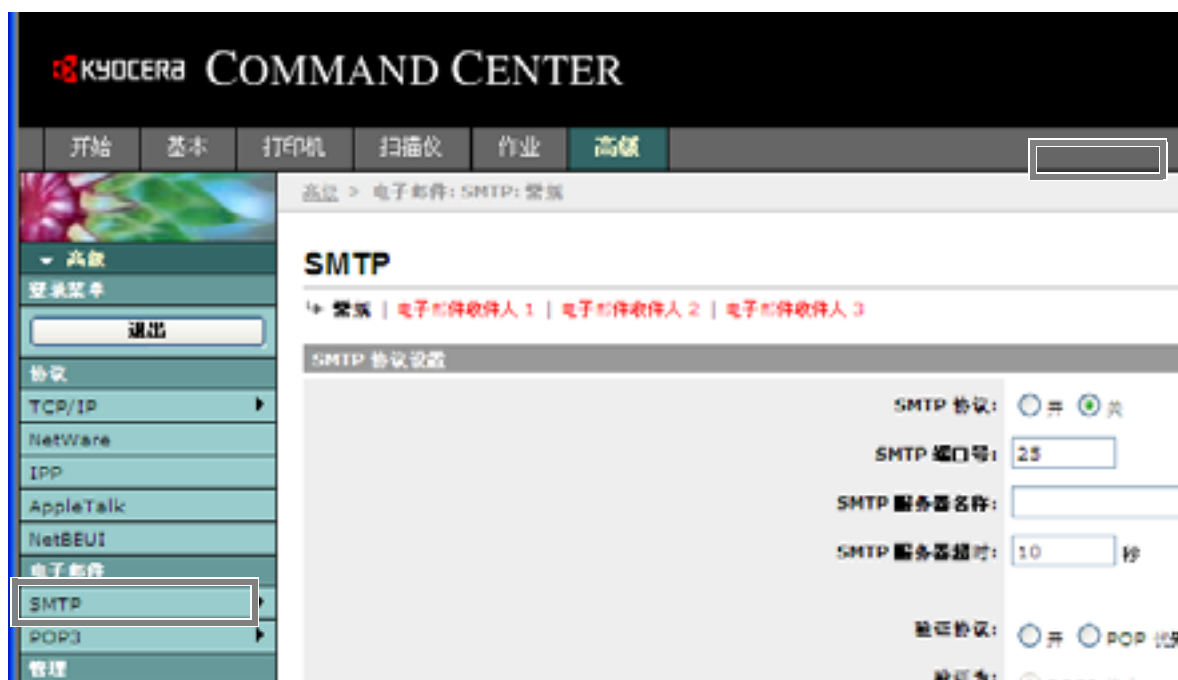 KYOCERA COMMAND CENTER
开始 基本 打印机 扫描仪 作业 高级
高级 > 电子邮件: SMTP: 常规
高级
登录菜单
退出
协议
TCP/IP
NetWare
IPP
AppleTalk
NetBEUI
电子邮件
SMTP
POP3
管理
SMTP
常规 | 电子邮件收件人 1 | 电子邮件收件人 2 | 电子邮件收件人 3
SMTP 协议设置
SMTP 协议: 开 关
SMTP 端口号: 25
SMTP 服务器名称:
SMTP 服务器超时: 10 秒
验证协议: 开 POP
验证为: